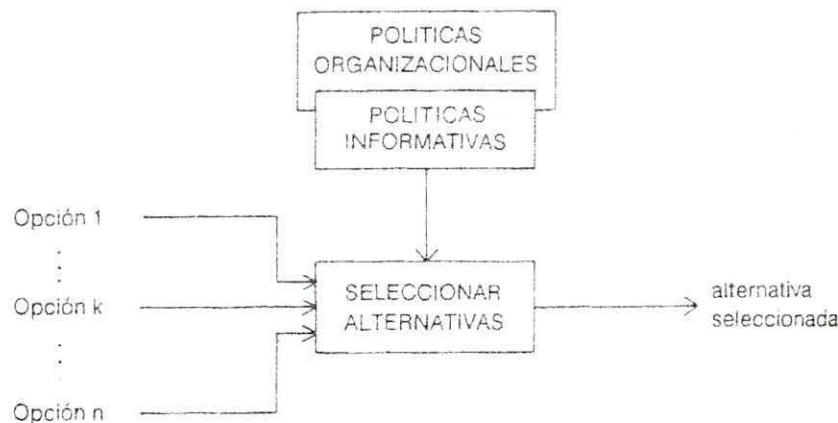 POLITICAS
ORGANIZACIONALES
POLITICAS
INFORMATIVAS
Opción 1
Opción k
Opción n
SELECCIONAR
ALTERNATIVAS
alternativa
seleccionada